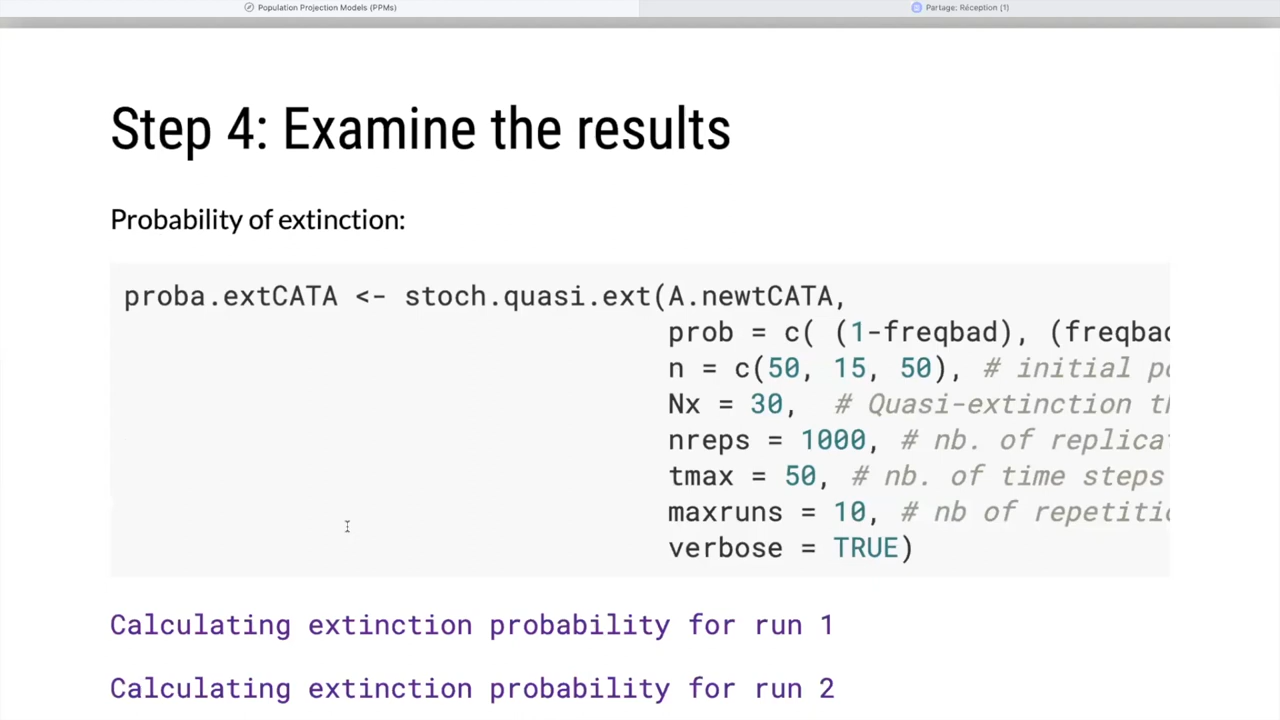 Population Projection Models (PPMs)
Partage: Réception (1)
Step 4: Examine the results
Probability of extinction:
proba.extCATA <- stoch.quasi.ext(A.newtCATA,
prob = c( (1-freqbad), (freqbad
n = c(50, 15, 50), # initial po
Nx = 30, # Quasi-extinction th
nreps = 1000, # nb. of replicat
tmax = 50, # nb. of time steps
maxruns = 10, # nb of repetitio
verbose = TRUE)
Calculating extinction probability for run 1
Calculating extinction probability for run 2